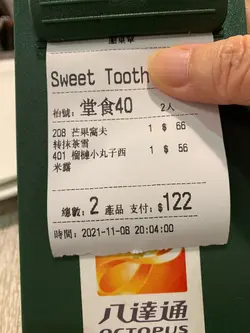 Sweet Tooth
枱號: 堂食40 2人
208 芒果窩夫 1 $ 66
轉抹茶雪
401 榴槤小丸子西 1 $ 56
米露
總數: 2 產品 支付: $122
時間: 2021-11-08 20:04:00
八達通
OCTOPUS